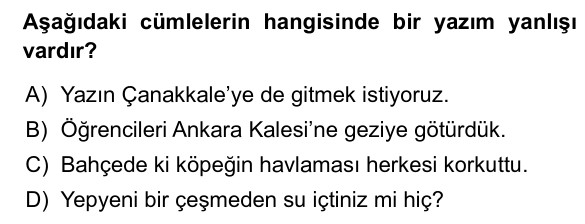 Aşağıdaki cümlelerin hangisinde bir yazım yanlışı
vardır?
A) Yazın Çanakkale’ye de gitmek istiyoruz.
B) Öğrencileri Ankara Kalesi’ne geziye götürdük.
C) Bahçede ki köpeğin havlaması herkesi korkuttu.
D) Yepyeni bir çeşmeden su içtiniz mi hiç?